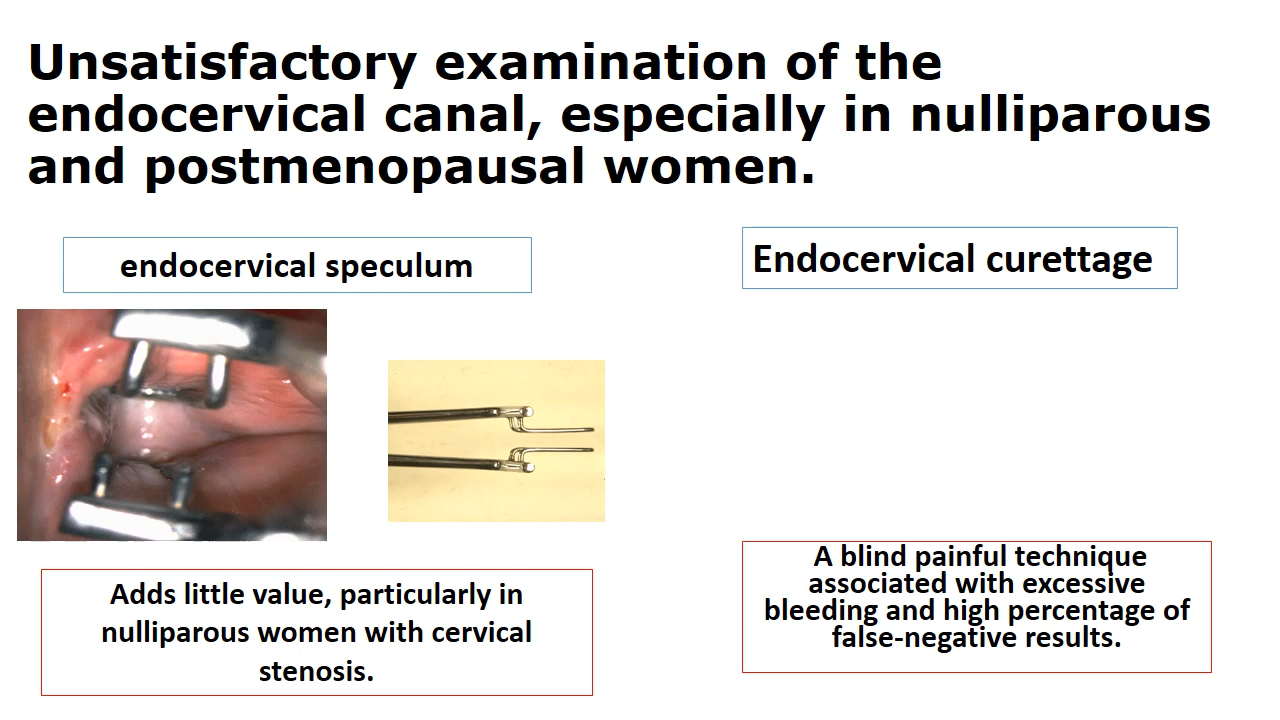 Unsatisfactory examination of the
endocervical canal, especially in nulliparous
and postmenopausal women.
endocervical speculum
Endocervical curettage
Adds little value, particularly in
nulliparous women with cervical
stenosis.
A blind painful technique
associated with excessive
bleeding and high percentage of
false-negative results.